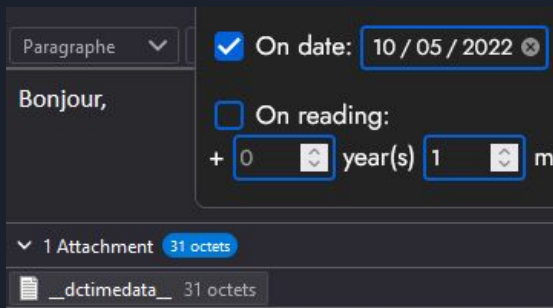 Paragraphe
On date: 10 / 05 / 2022
Bonjour,
On reading:
+ 0 year(s) 1 m
1 Attachment 31 octets
__dctimedata__ 31 octets